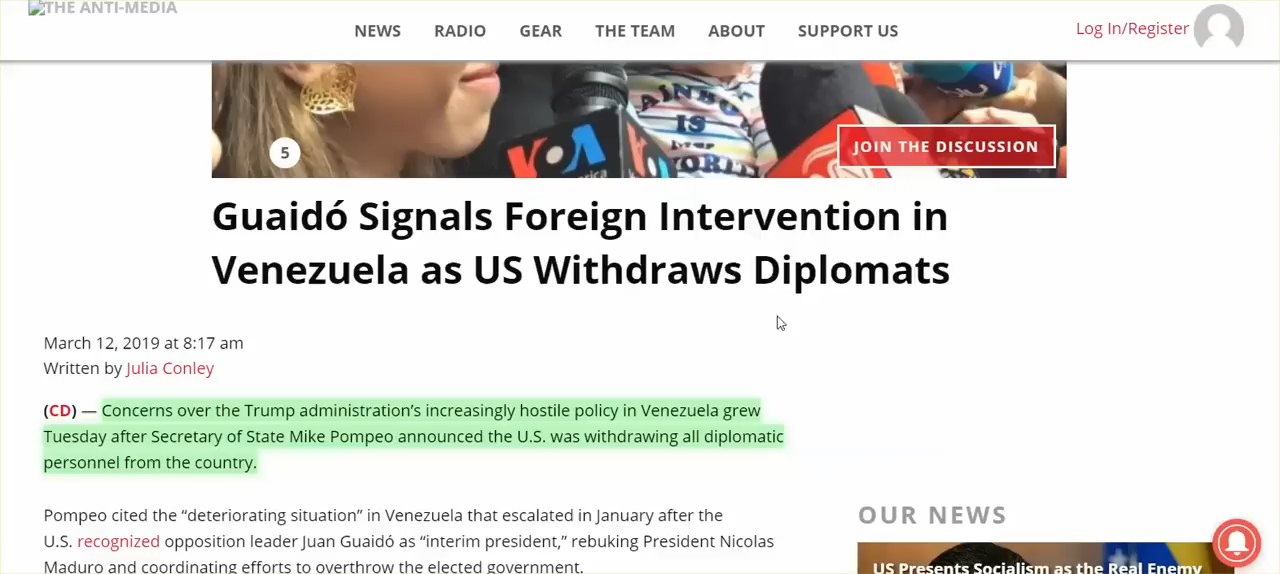 THE ANTI-MEDIA
NEWS
RADIO
GEAR
THE TEAM
ABOUT
SUPPORT US
Log In/Register
IS
VOA
5
JOIN THE DISCUSSION
Guaidó Signals Foreign Intervention in
Venezuela as US Withdraws Diplomats
March 12, 2019 at 8:17 am
Written by Julia Conley
(CD) — Concerns over the Trump administration’s increasingly hostile policy in Venezuela grew
Tuesday after Secretary of State Mike Pompeo announced the U.S. was withdrawing all diplomatic
personnel from the country.
Pompeo cited the “deteriorating situation” in Venezuela that escalated in January after the
U.S. recognized opposition leader Juan Guaidó as “interim president,” rebuking President Nicolas
Maduro and coordinating efforts to overthrow the elected government.
OUR NEWS
US Presents Socialism as the Real Enemy